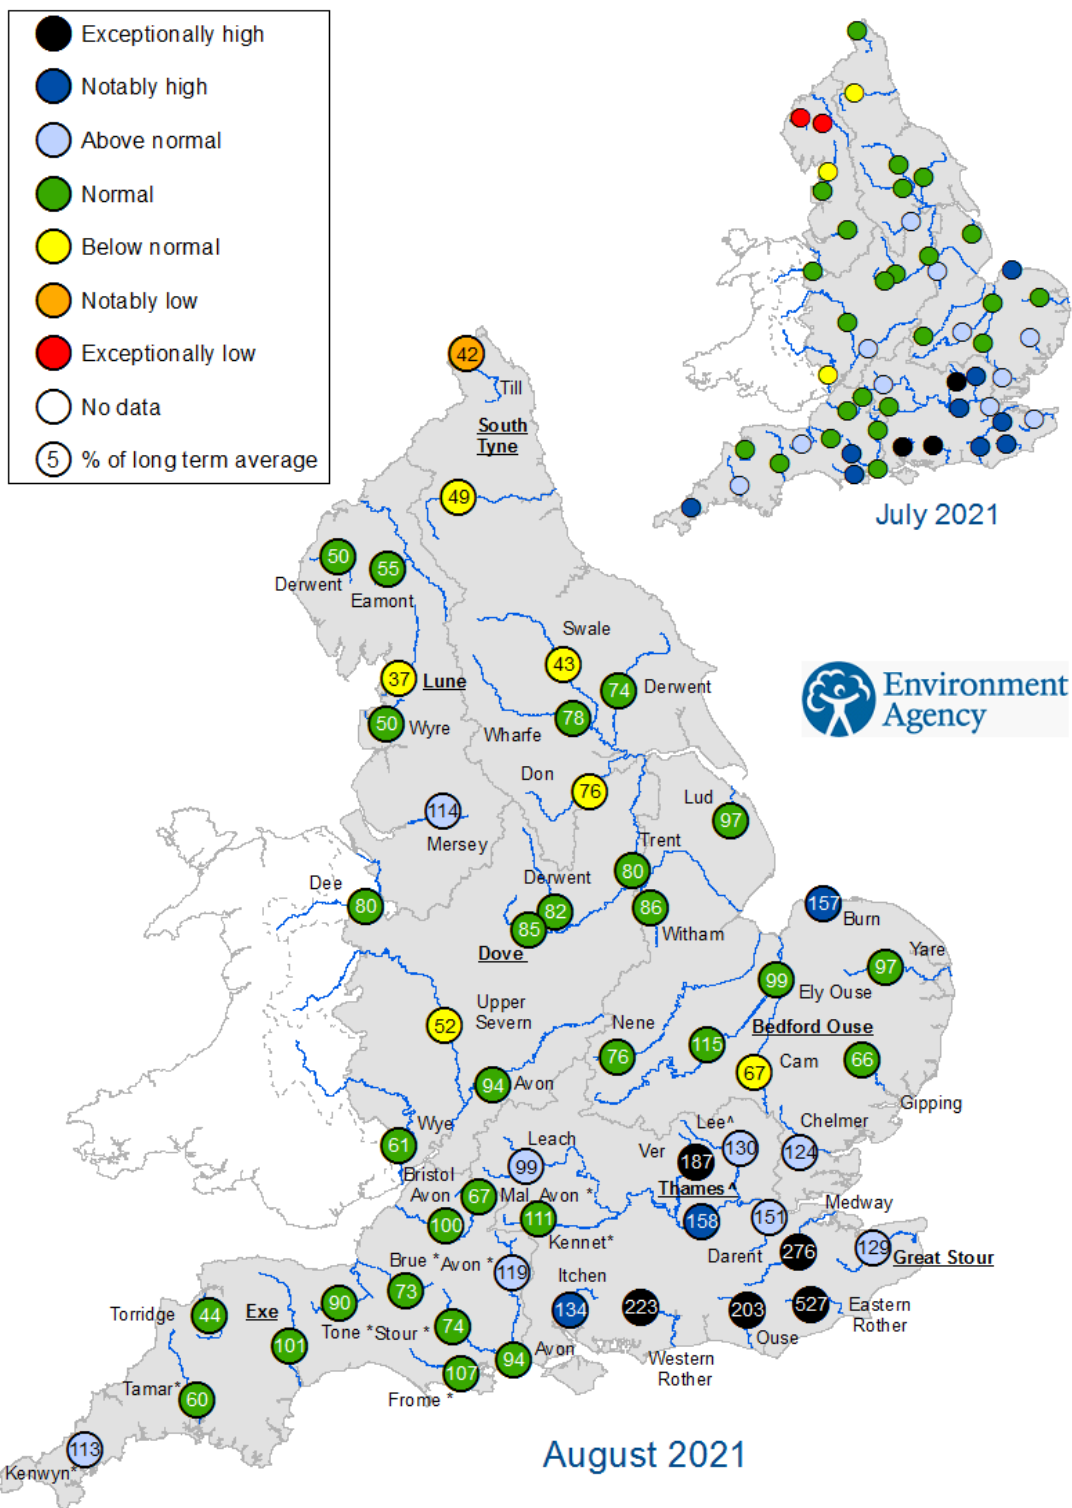 Exceptionally high
Notably high
Above normal
Normal
Below normal
Notably low
Exceptionally low
No data
5 % of long term average
July 2021
42
Till
South
Tyne
49
50
Derwent
55
Eamont
Swale
43
37
Lune
74
Derwent
50
Wyre
78
Wharfe
Environment
Agency
Don
76
114
Mersey
Lud
97
Trent
80
Dee
80
Derwent
82
85
Dove
86
Witham
157
Burn
Yare
97
99
Ely Ouse
Upper
Severn
52
Nene
76
Bedford Ouse
115
Cam
67
66
Gipping
94
Avon
Wye
61
Leach
99
Lee^
130
Ver
187
Chelmer
124
Bristol
Avon
67
Mal_Avon *
100
111
Kennet*
Thames^
158
151
Darent
Medway
276
129
Great Stour
Brue *
73
Avon *
119
Itchen
134
223
Western
Rother
203
Ouse
527
Eastern
Rother
Torridge
44
Exe
101
90
Tone *
Stour *
74
94
Avon
107
Frome *
Tamar*
60
113
Kenwyn*
August 2021